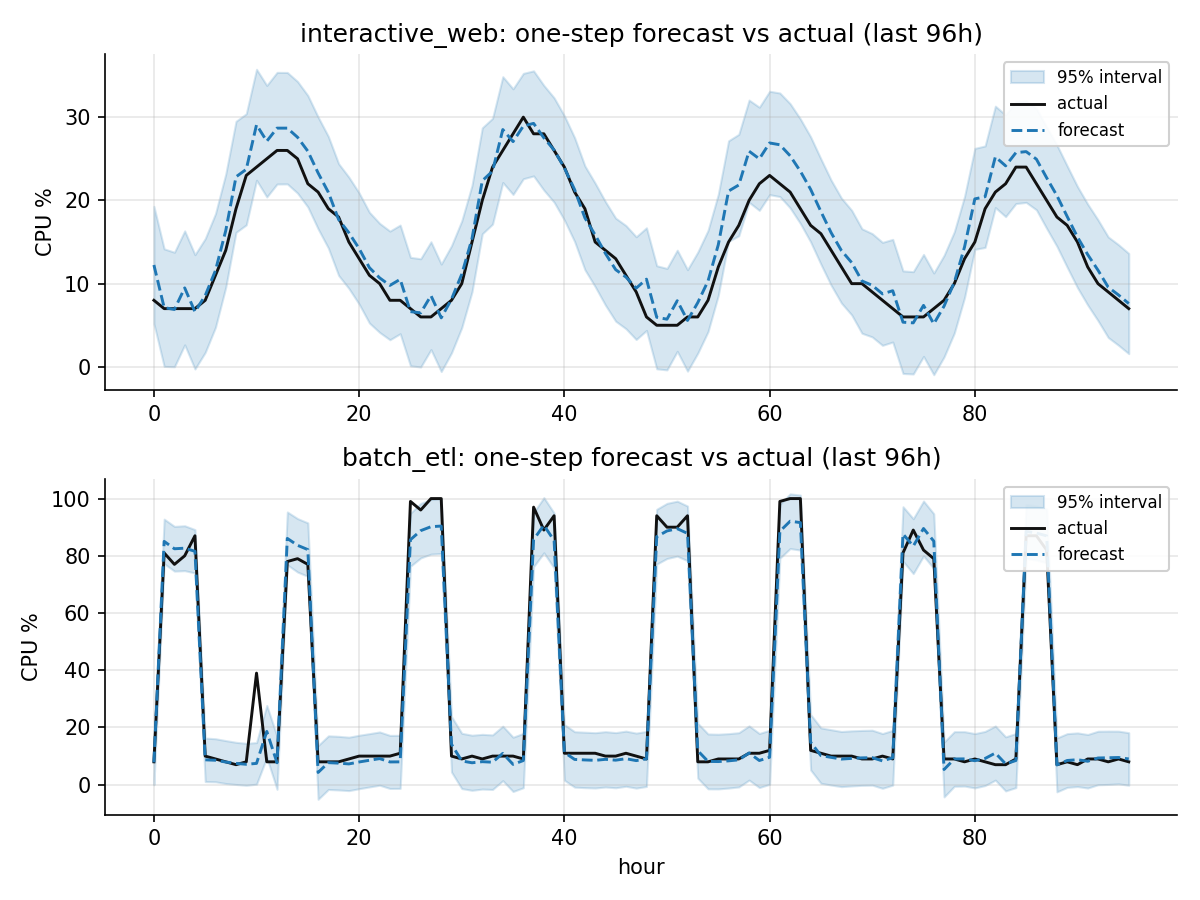 interactive_web: one-step forecast vs actual (last 96h)
CPU %
30
20
10
0
95% interval
actual
forecast
0 20 40 60 80
batch_etl: one-step forecast vs actual (last 96h)
CPU %
100
80
60
40
20
0
95% interval
actual
forecast
0 20 40 60 80
hour